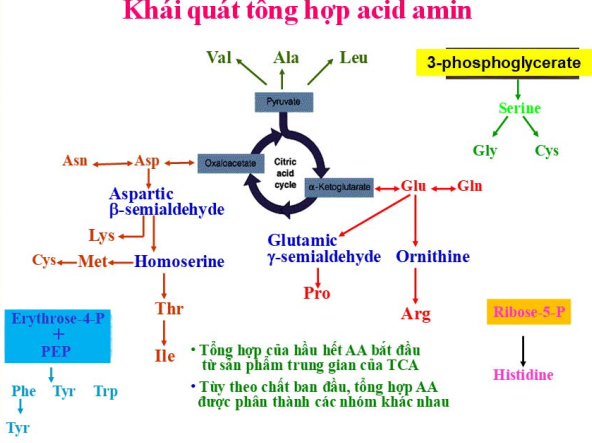 Khái quát tổng hợp acid amin
Val Ala Leu
3-phosphoglycerate
Pyruvate
Serine
Gly Cys
Asn Asp Oxaloacetate
Citric
acid
cycle
α-Ketoglutarate Glu Gln
Aspartic
β-semialdehyde
Lys
Cys Met Homoserine
Glutamic
γ-semialdehyde Ornithine
Pro
Arg
Thr
Ile
Erythrose-4-P
+
PEP
Phe Tyr Trp
Tyr
Ribose-5-P
Histidine
• Tổng hợp của hầu hết AA bắt đầu
từ sản phẩm trung gian của TCA
• Tùy theo chất ban đầu, tổng hợp AA
được phân thành các nhóm khác nhau